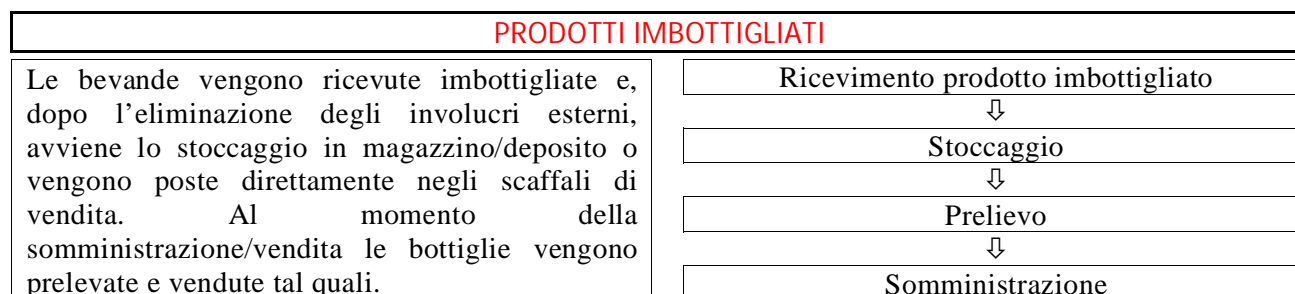 PRODOTTI IMBOTTIGLIATI
Le bevande vengono ricevute imbottigliate e,
dopo l'eliminazione degli involucri esterni,
avviene lo stoccaggio in magazzino/deposito o
vengono poste direttamente negli scaffali di
vendita. Al momento della
somministrazione/vendita le bottiglie vengono
prelevate e vendute tal quali.
Ricevimento prodotto imbottigliato
⇩
Stoccaggio
⇩
Prelievo
⇩
Somministrazione